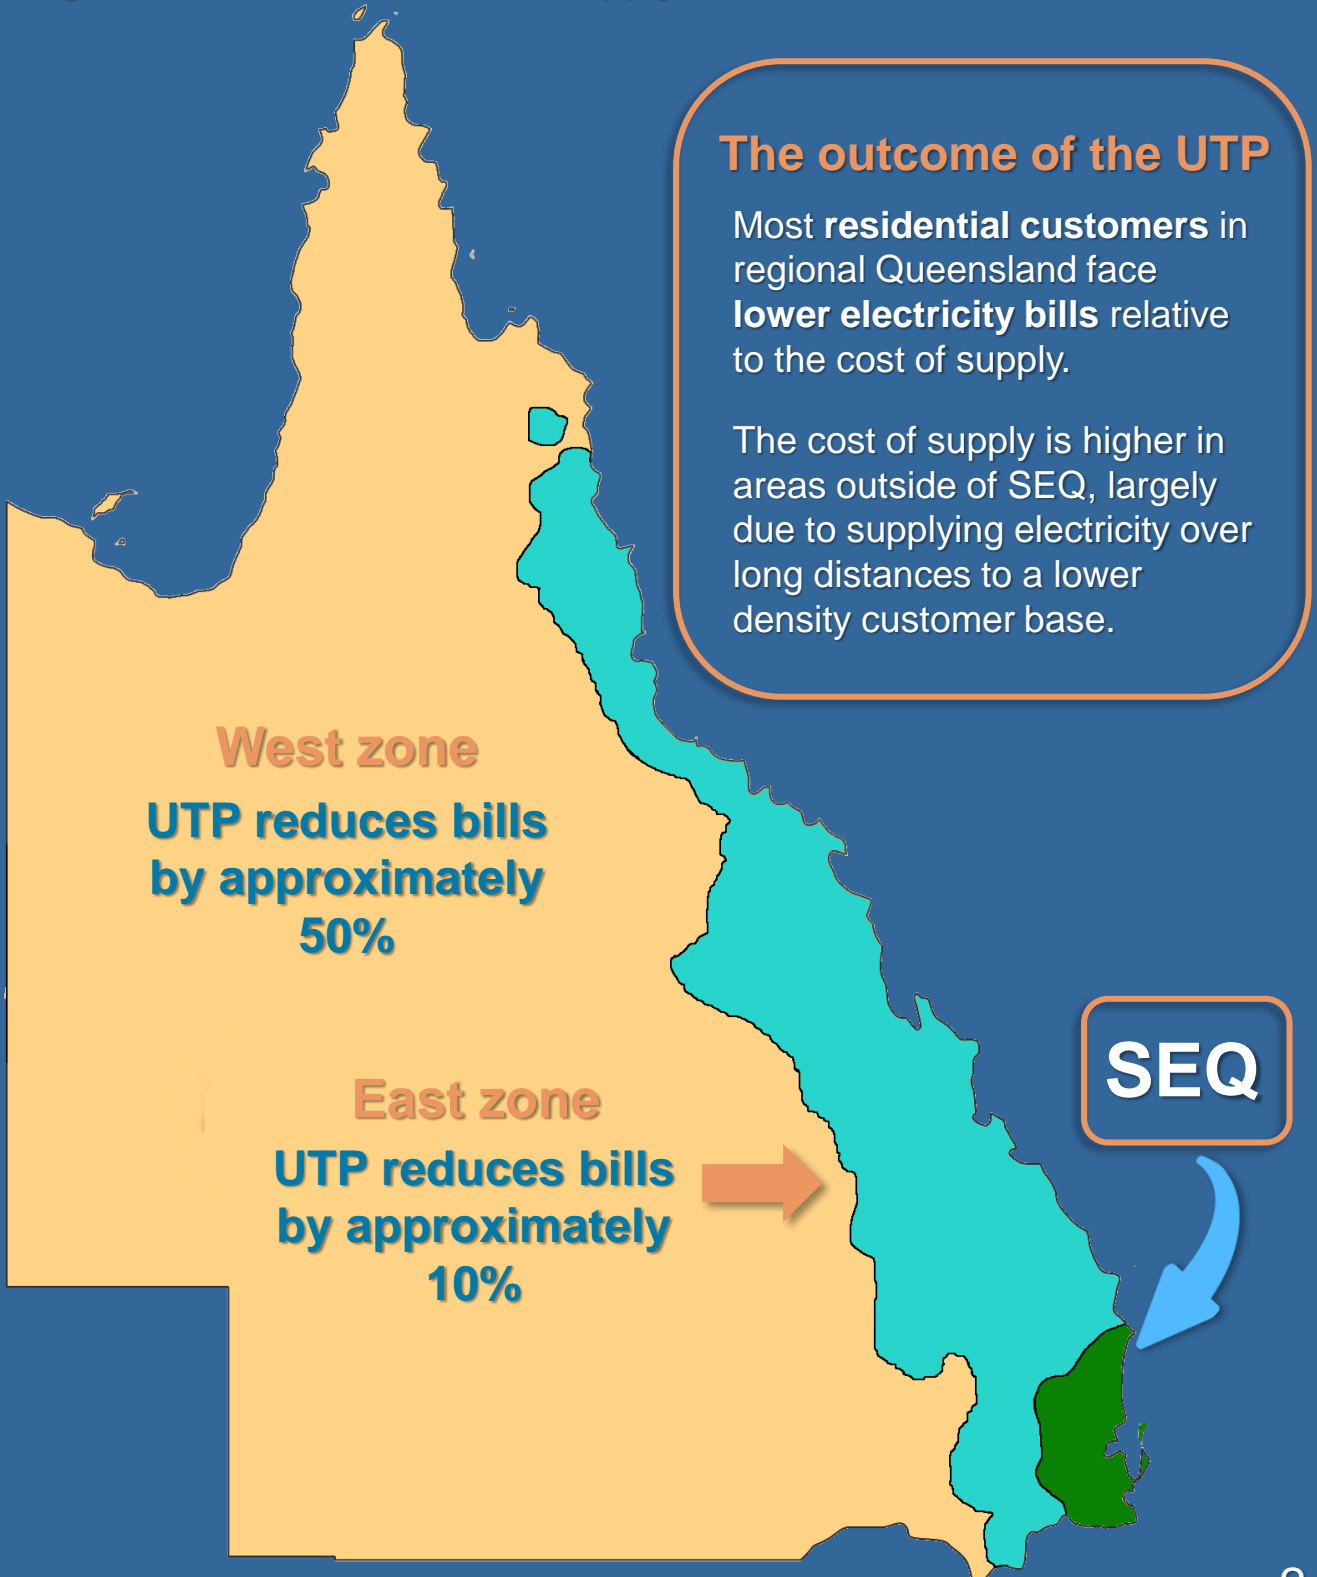 The outcome of the UTP
Most residential customers in
regional Queensland face
lower electricity bills relative
to the cost of supply.
The cost of supply is higher in
areas outside of SEQ, largely
due to supplying electricity over
long distances to a lower
density customer base.
West zone
UTP reduces bills
by approximately
50%
SEQ
East zone
UTP reduces bills
by approximately
10%